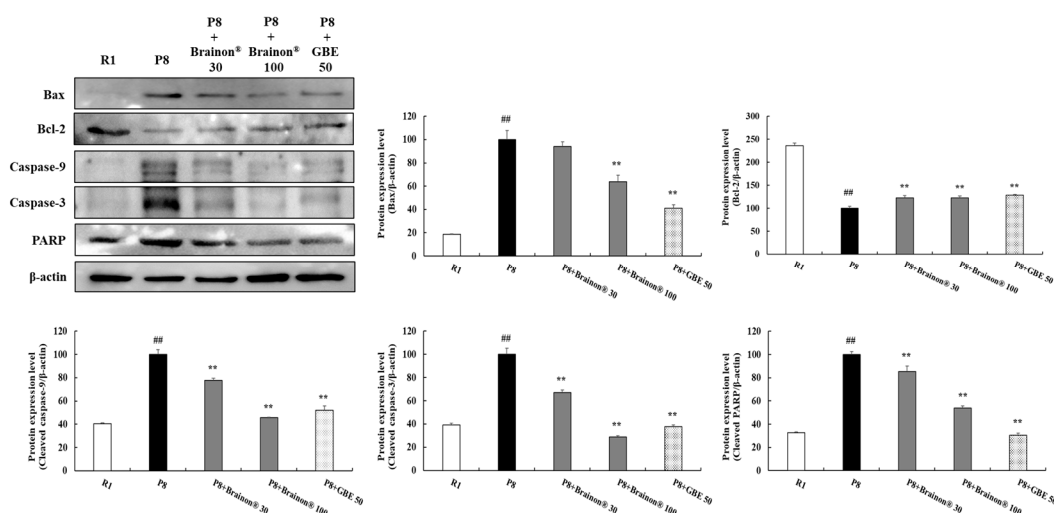 R1
P8
P8
+
Brainon®
30
P8
+
Brainon®
100
P8
+
GBE
50
Bax
Bcl-2
Caspase-9
Caspase-3
PARP
β-actin
Protein expression level
(Bax/β-actin)
120
100
80
60
40
20
0
##
**
**
R1
P8
P8+Brainon® 30
P8+Brainon® 100
P8+GBE 50
Protein expression level
(Bcl-2/β-actin)
300
250
200
150
100
50
0
##
**
**
**
R1
P8
P8+Brainon® 30
P8+Brainon® 100
P8+GBE 50
Protein expression level
(Cleaved caspase-9/β-actin)
120
100
80
60
40
20
0
##
**
**
**
R1
P8
P8+Brainon® 30
P8+Brainon® 100
P8+GBE 50
Protein expression level
(Cleaved caspase-3/β-actin)
120
100
80
60
40
20
0
##
**
**
**
R1
P8
P8+Brainon® 30
P8+Brainon® 100
P8+GBE 50
Protein expression level
(Cleaved PARP/β-actin)
120
100
80
60
40
20
0
##
**
**
**
R1
P8
P8+Brainon® 30
P8+Brainon® 100
P8+GBE 50